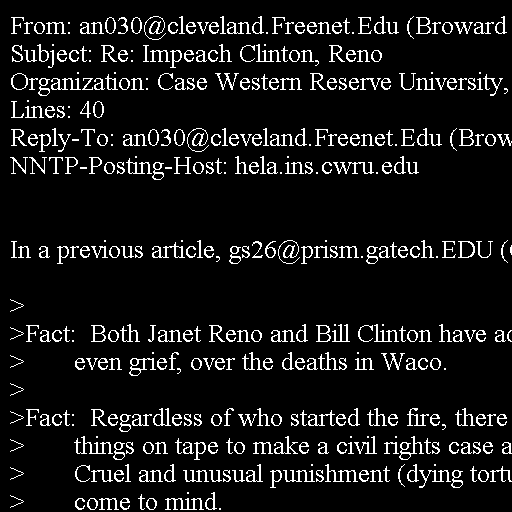 From: an030@cleveland.Freenet.Edu (Broward
Subject: Re: Impeach Clinton, Reno
Organization: Case Western Reserve University,
Lines: 40
Reply-To: an030@cleveland.Freenet.Edu (Brow
NNTP-Posting-Host: hela.ins.cwru.edu
In a previous article, gs26@prism.gatech.EDU (
>
>Fact:  Both Janet Reno and Bill Clinton have
>       even grief, over the deaths in Waco.
>
>Fact:  Regardless of who started the fire, there
>       things on tape to make a civil rights case a
>       Cruel and unusual punishment (dying tortu
>       come to mind.